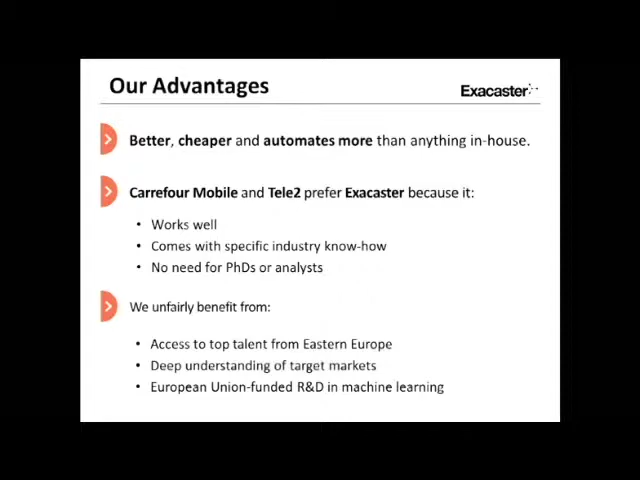 Our Advantages
Exacaster
Better, cheaper and automates more than anything in-house.
Carrefour Mobile and Tele2 prefer Exacaster because it:
• Works well
• Comes with specific industry know-how
• No need for PhDs or analysts
We unfairly benefit from:
• Access to top talent from Eastern Europe
• Deep understanding of target markets
• European Union-funded R&D in machine learning